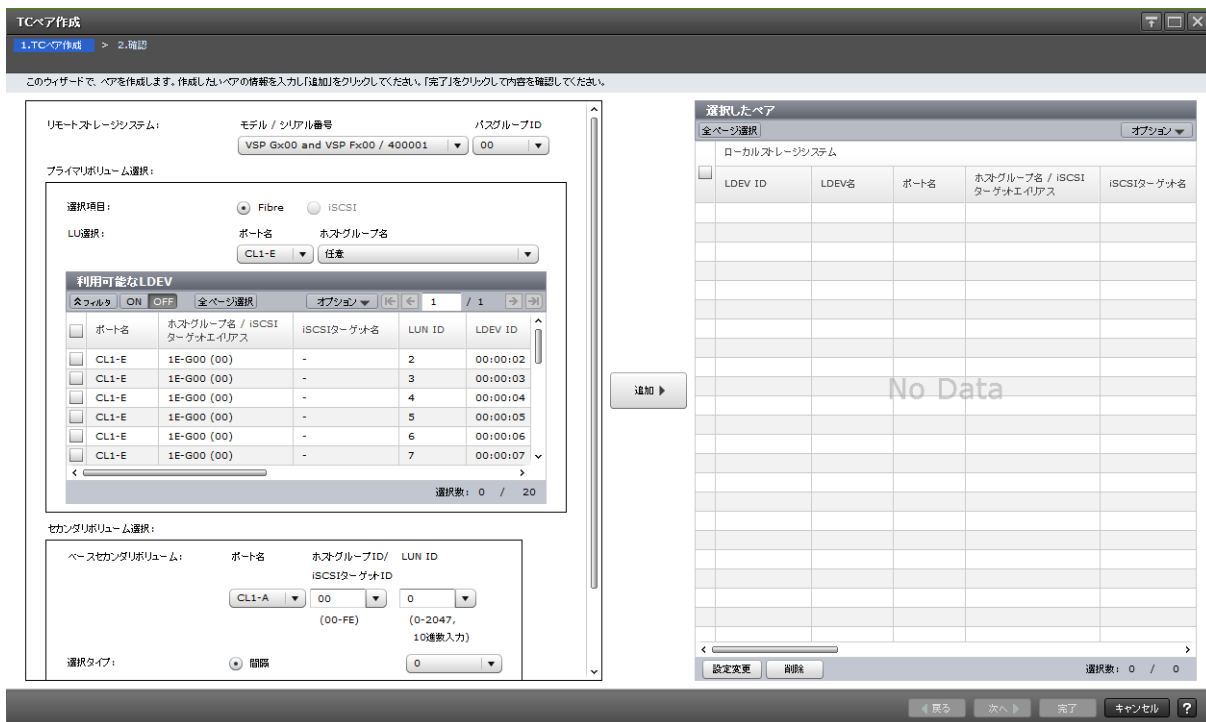 TCペア作成
1.TCペア作成 > 2.確認
このウィザードで、ペアを作成します。作成したいペアの情報を入力し「追加」をクリックしてください。「完了」をクリックして内容を確認してください。
リモートストレージシステム: モデル / シリアル番号 パスグループID
VSP Gx00 and VSP Fx00 / 400001 00
プライマリボリューム選択:
選択項目: Fibre iSCSI
LU選択: ポート名 ホストグループ名
CL1-E 任意
利用可能なLDEV
フィルタ ON OFF 全ページ選択 オプション 1 / 1
ポート名 ホストグループ名 / iSCSI ターゲットエイリアス iSCSIターゲット名 LUN ID LDEV ID
CL1-E 1E-G00 (00) - 2 00:00:02
CL1-E 1E-G00 (00) - 3 00:00:03
CL1-E 1E-G00 (00) - 4 00:00:04
CL1-E 1E-G00 (00) - 5 00:00:05
CL1-E 1E-G00 (00) - 6 00:00:06
CL1-E 1E-G00 (00) - 7 00:00:07
選択数: 0 / 20
セカンダリボリューム選択:
ベースセカンダリボリューム: ポート名 ホストグループID/ LUN ID
iSCSIターゲットID
CL1-A 00 0
(00-FE) (0-2047,
10進数入力)
選択タイプ: 間隔 0
追加
選択したペア
全ページ選択 オプション
ローカルストレージシステム
LDEV ID LDEV名 ポート名 ホストグループ名 / iSCSI ターゲットエイリアス iSCSIターゲット名
No Data
設定変更 削除 選択数: 0 / 0
戻る 次へ 完了 キャンセル ?